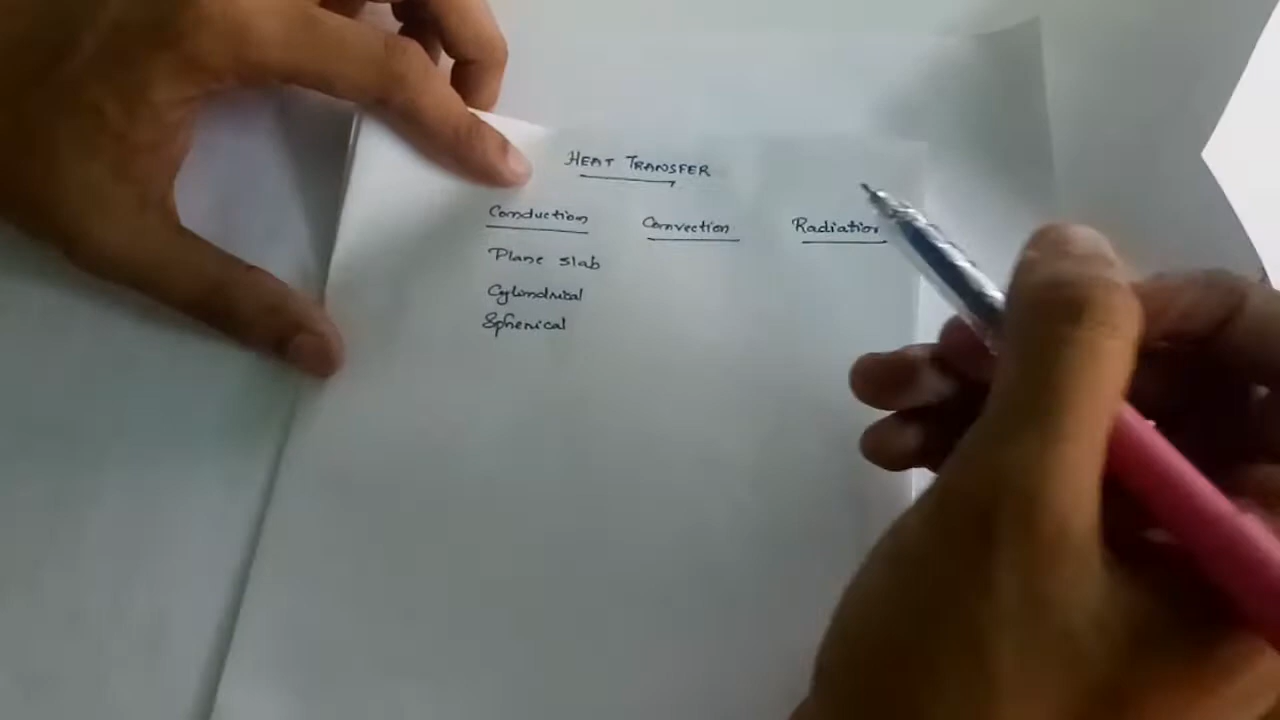 HEAT TRANSFER
Conduction Convection Radiation
Plane slab
Cylindrical
Spherical